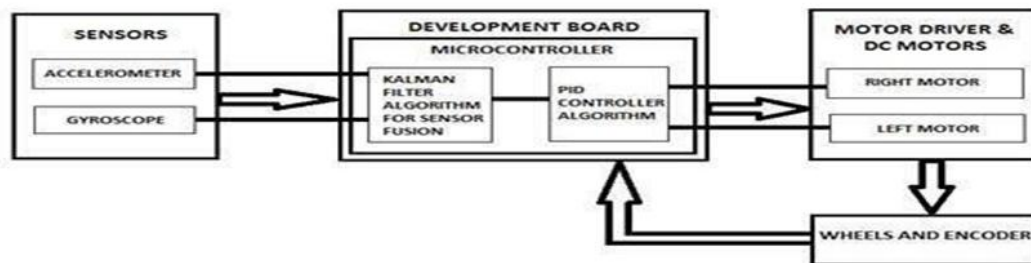 SENSORS
ACCELEROMETER
GYROSCOPE
DEVELOPMENT BOARD
MICROCONTROLLER
KALMAN
FILTER
ALGORITHM
FOR SENSOR
FUSION
PID
CONTROLLER
ALGORITHM
MOTOR DRIVER &
DC MOTORS
RIGHT MOTOR
LEFT MOTOR
WHEELS AND ENCODER